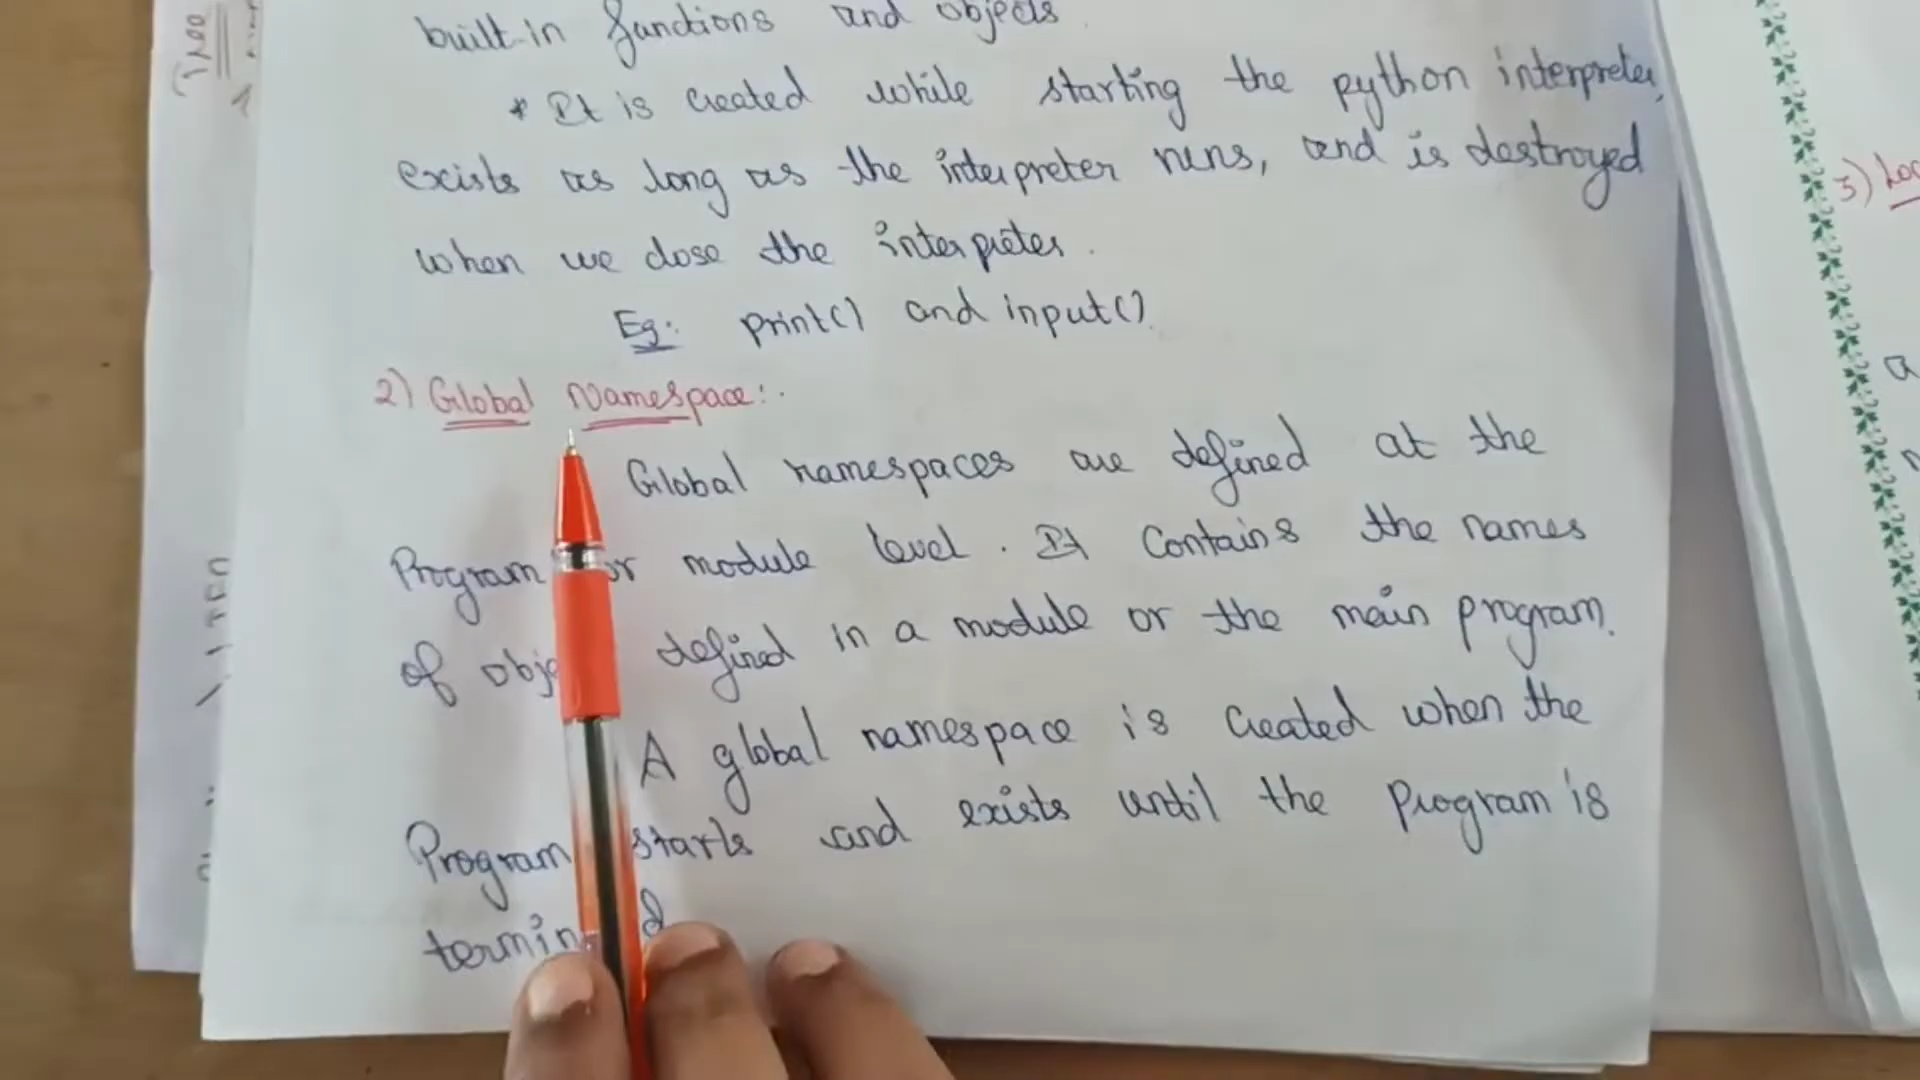 built-in functions and objects.
* It is created while starting the python interpreter,
exists as long as the interpreter runs, and is destroyed
when we close the interpreter.
Eg: print() and input().
2) Global Namespace:-
Global namespaces are defined at the
Program or module level. It contains the names
of obje defined in a module or the main program.
A global namespace is created when the
Program starts and exists until the program is
termin d
3) Loc
a